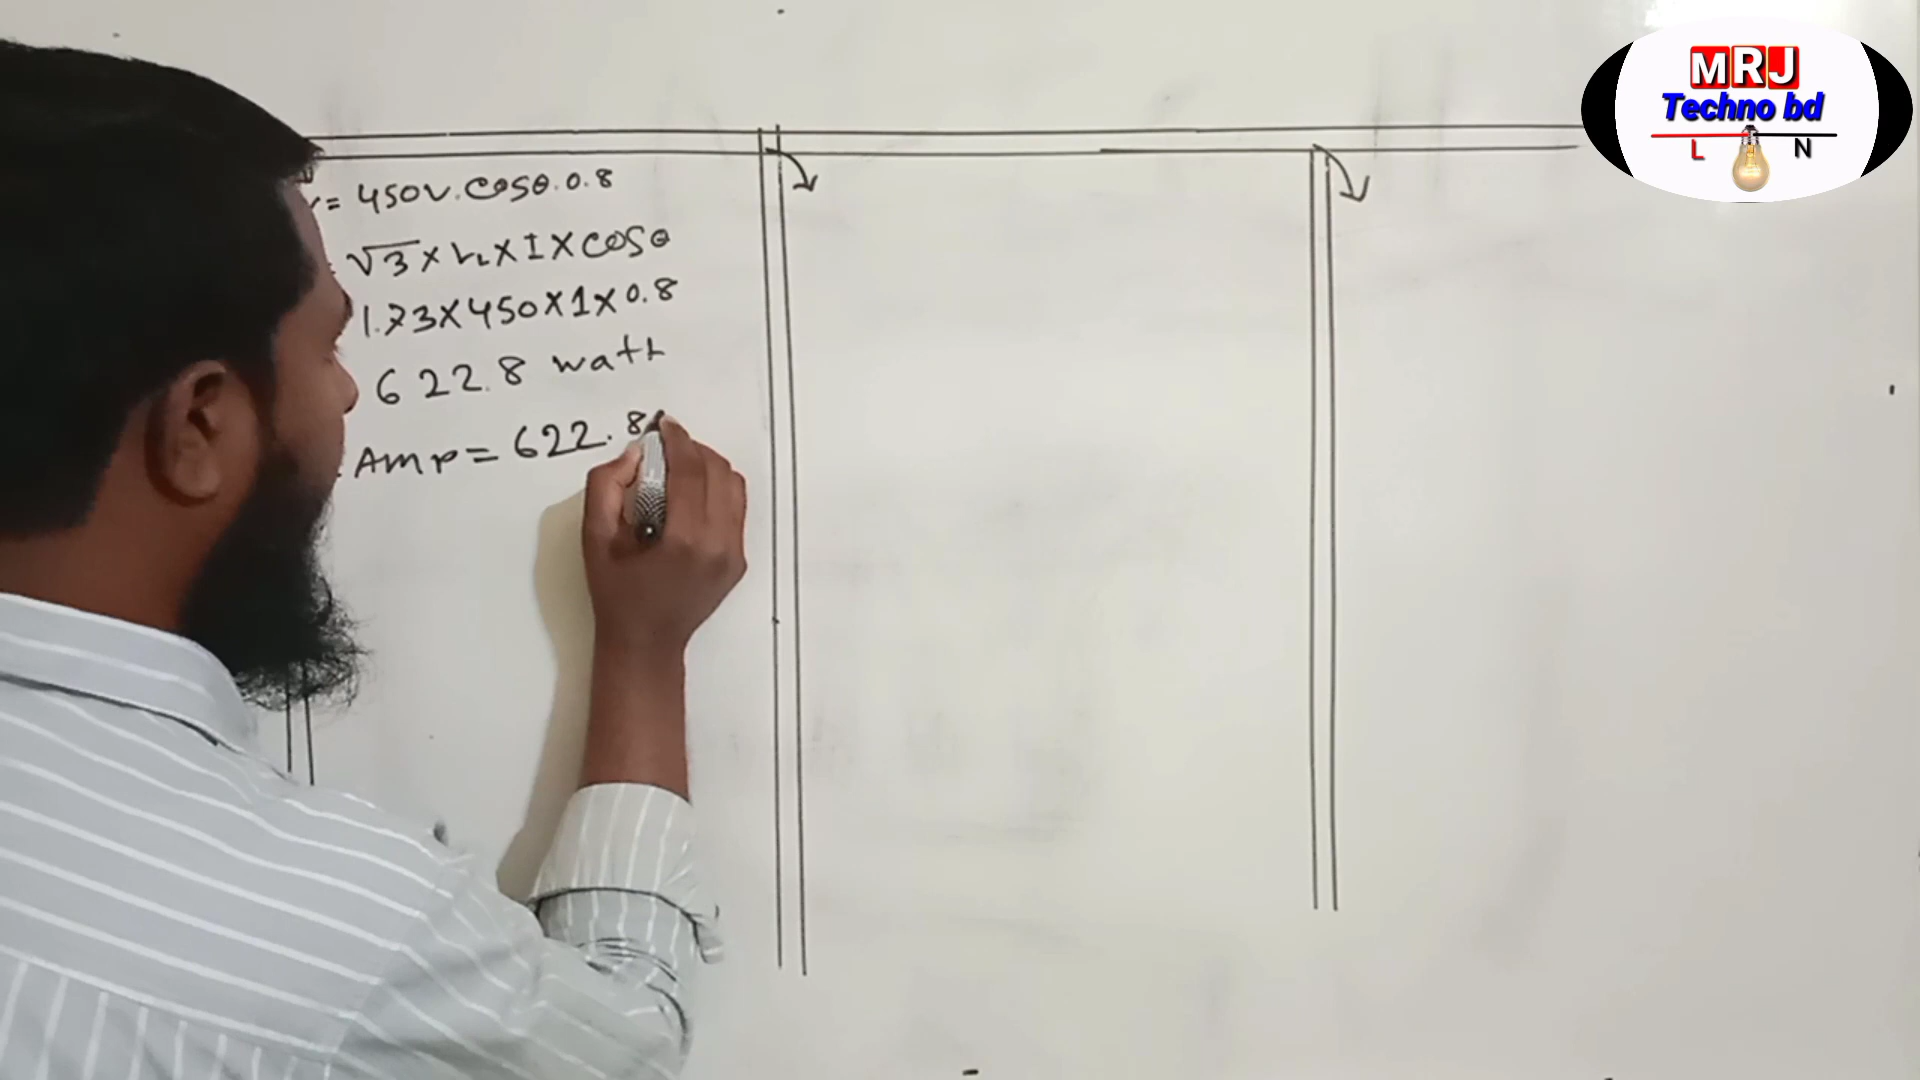 MRJ
Techno bd
L N
= 450V.COSθ.0.8
√3 × VL × I × COSθ
1.73×450×1×0.8
622.8 watt
Amp = 622.8